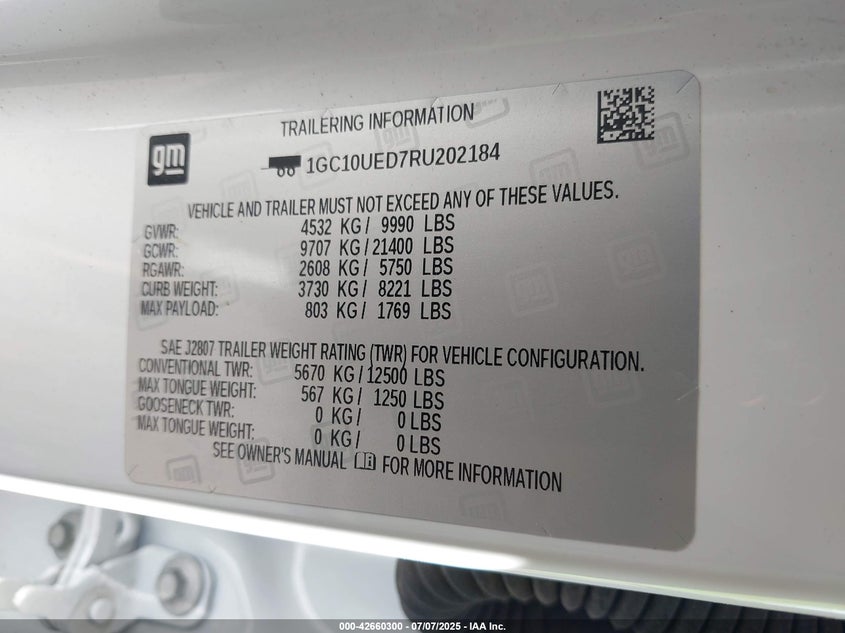 gm
TRAILERING INFORMATION
1GC10UED7RU202184
VEHICLE AND TRAILER MUST NOT EXCEED ANY OF THESE VALUES.
GVWR: 4532 KG / 9990 LBS
GCWR: 9707 KG / 21400 LBS
RGAWR: 2608 KG / 5750 LBS
CURB WEIGHT: 3730 KG / 8221 LBS
MAX PAYLOAD: 803 KG / 1769 LBS
SAE J2807 TRAILER WEIGHT RATING (TWR) FOR VEHICLE CONFIGURATION.
CONVENTIONAL TWR: 5670 KG / 12500 LBS
MAX TONGUE WEIGHT: 567 KG / 1250 LBS
GOOSENECK TWR: 0 KG / 0 LBS
MAX TONGUE WEIGHT: 0 KG / 0 LBS
SEE OWNER'S MANUAL FOR MORE INFORMATION
000-42660300 - 07/07/2025 - IAA Inc.